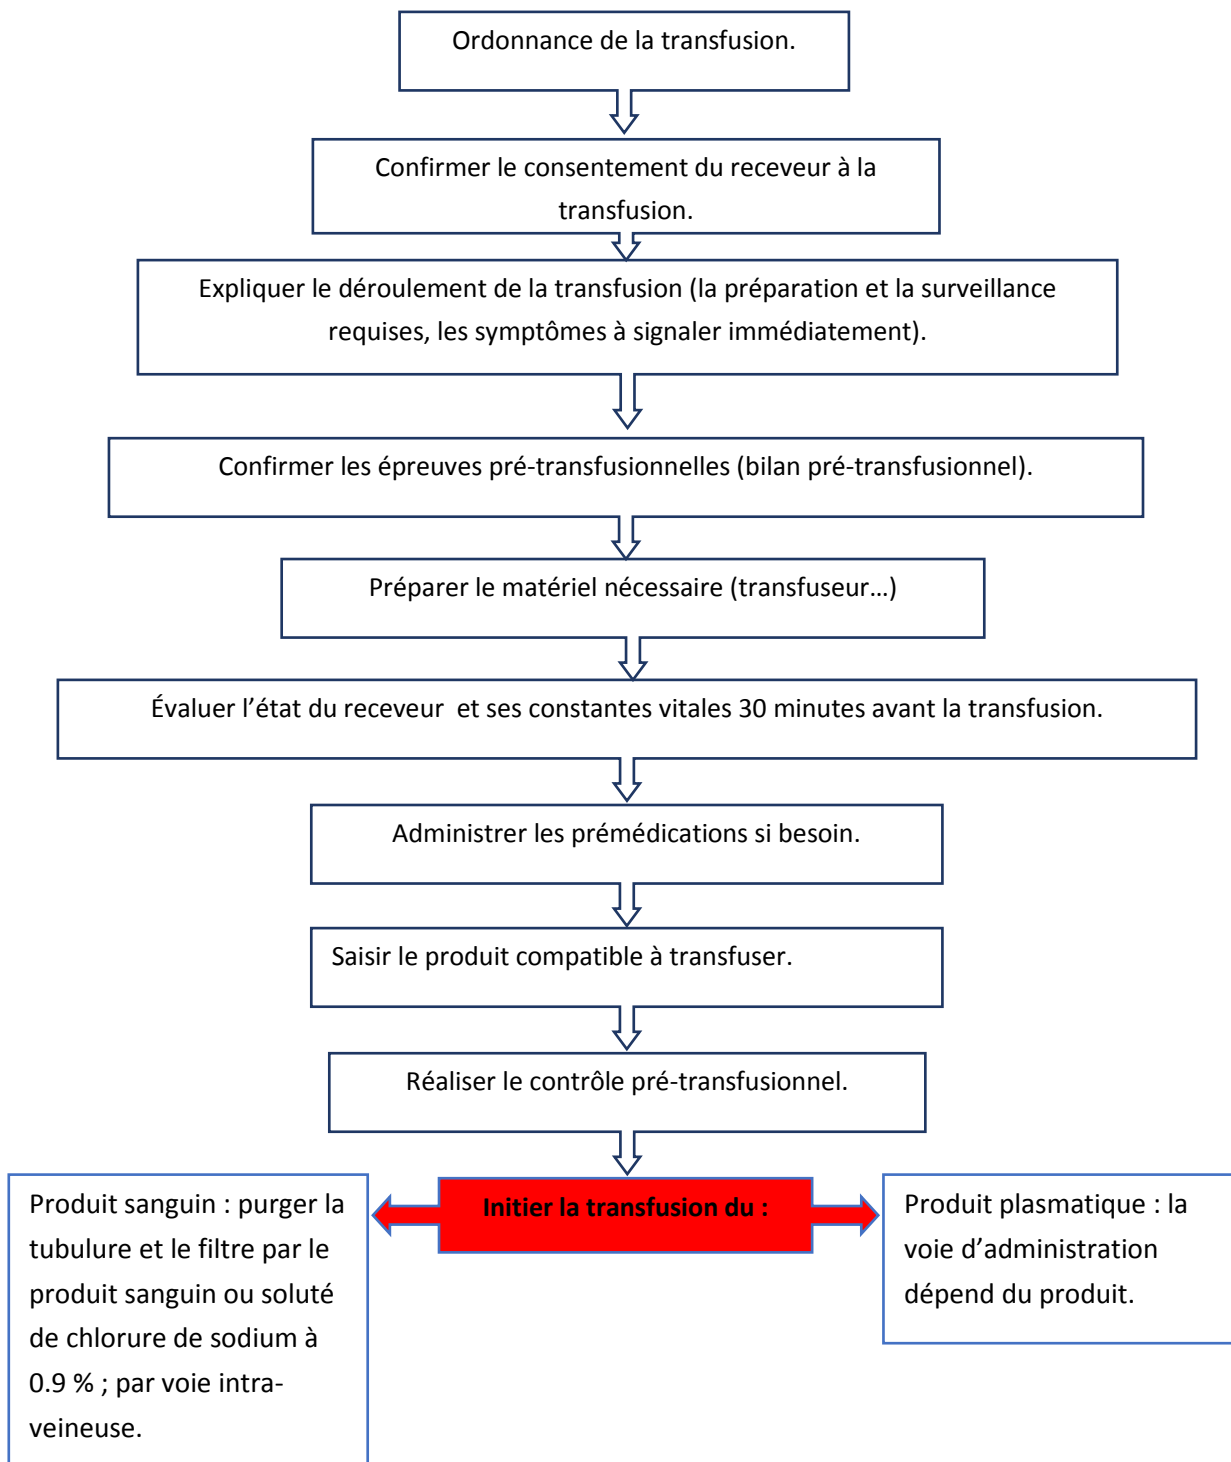 Ordonnance de la transfusion.
Confirmer le consentement du receveur à la
transfusion.
Expliquer le déroulement de la transfusion (la préparation et la surveillance
requises, les symptômes à signaler immédiatement).
Confirmer les épreuves pré-transfusionnelles (bilan pré-transfusionnel).
Préparer le matériel nécessaire (transfuseur…)
Évaluer l’état du receveur  et ses constantes vitales 30 minutes avant la transfusion.
Administrer les prémédications si besoin.
Saisir le produit compatible à transfuser.
Réaliser le contrôle pré-transfusionnel.
Initier la transfusion du :
Produit sanguin : purger la
tubulure et le filtre par le
produit sanguin ou soluté
de chlorure de sodium à
0.9 % ; par voie intra-
veineuse.
Produit plasmatique : la
voie d’administration
dépend du produit.